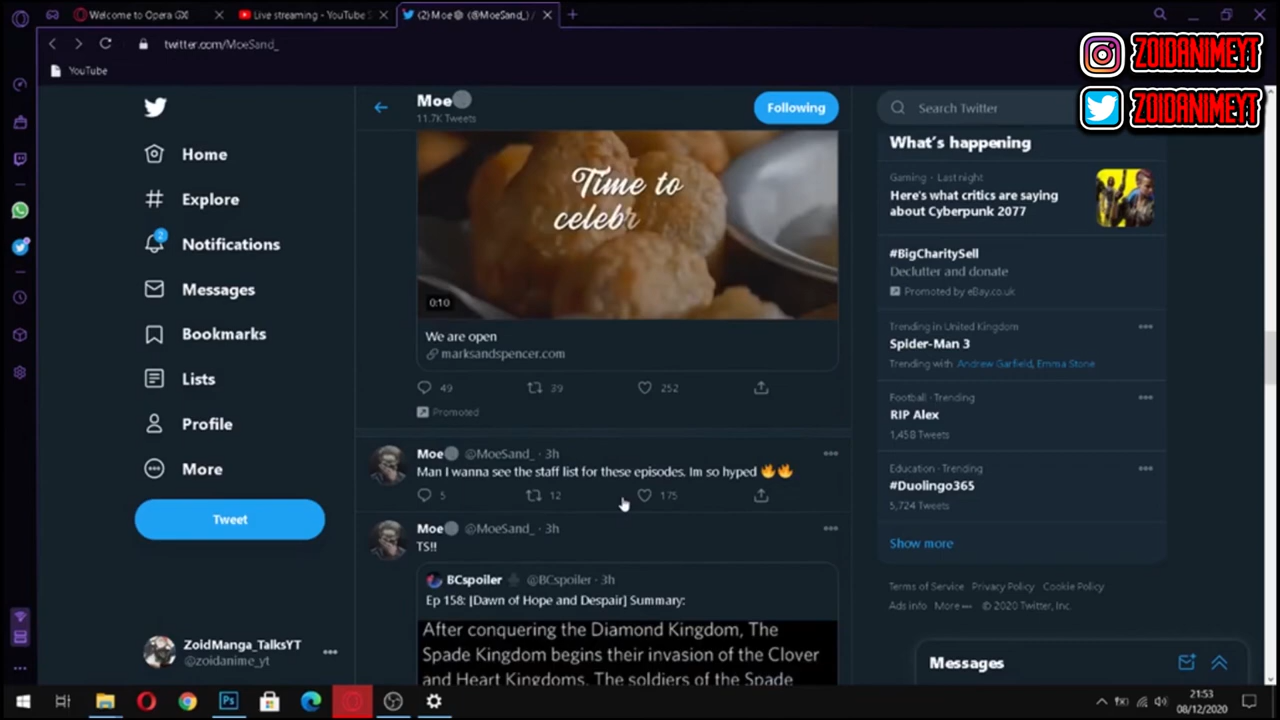 Welcome to Opera GX
Live streaming - YouTube S
(2) Moe (@MoeSand_) /
twitter.com/MoeSand_
YouTube
ZOIDANIMEYT
ZOIDANIMEYT
Home
Explore
2
Notifications
Messages
Bookmarks
Lists
Profile
More
Tweet
ZoidManga_TalksYT
@zoidanime_yt
Moe
11.7K Tweets
Following
Time to
celebr
0:10
We are open
marksandspencer.com
49
39
252
Promoted
Moe @MoeSand_ · 3h
Man I wanna see the staff list for these episodes. Im so hyped 🔥🔥
5
12
175
Moe @MoeSand_ · 3h
TS!!
BCspoiler @BCspoiler · 3h
Ep 158: [Dawn of Hope and Despair] Summary:
After conquering the Diamond Kingdom, The
Spade Kingdom begins their invasion of the Clover
and Heart Kingdoms. The soldiers of the Spade
Search Twitter
What's happening
Gaming · Last night
Here's what critics are saying
about Cyberpunk 2077
#BigCharitySell
Declutter and donate
Promoted by eBay.co.uk
Trending in United Kingdom
Spider-Man 3
Trending with Andrew Garfield, Emma Stone
Football · Trending
RIP Alex
1,458 Tweets
Education · Trending
#Duolingo365
5,724 Tweets
Show more
Terms of Service Privacy Policy Cookie Policy
Ads info More ••• © 2020 Twitter, Inc.
Messages
21:53
08/12/2020